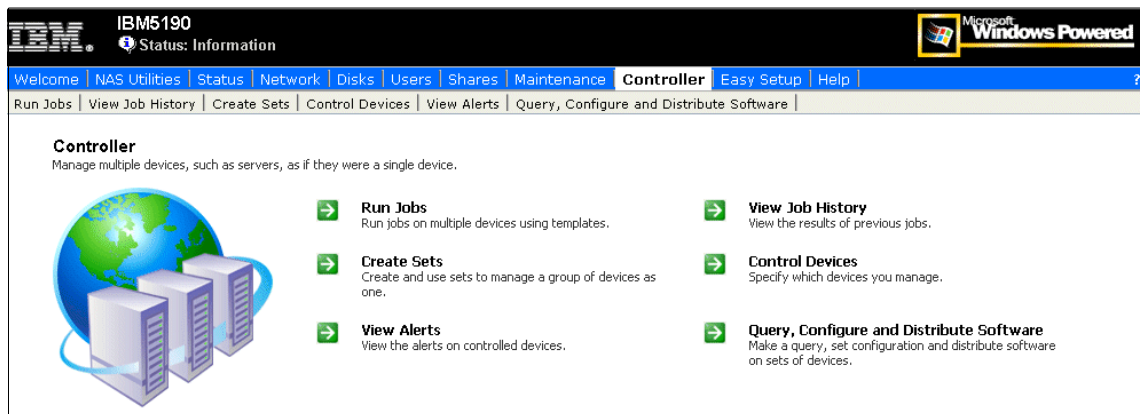 IBM®
IBM5190
Status: Information
Microsoft
Windows Powered
Welcome | NAS Utilities | Status | Network | Disks | Users | Shares | Maintenance | Controller | Easy Setup | Help | ?
Run Jobs | View Job History | Create Sets | Control Devices | View Alerts | Query, Configure and Distribute Software |
Controller
Manage multiple devices, such as servers, as if they were a single device.
Run Jobs
Run jobs on multiple devices using templates.
View Job History
View the results of previous jobs.
Create Sets
Create and use sets to manage a group of devices as
one.
Control Devices
Specify which devices you manage.
View Alerts
View the alerts on controlled devices.
Query, Configure and Distribute Software
Make a query, set configuration and distribute software
on sets of devices.